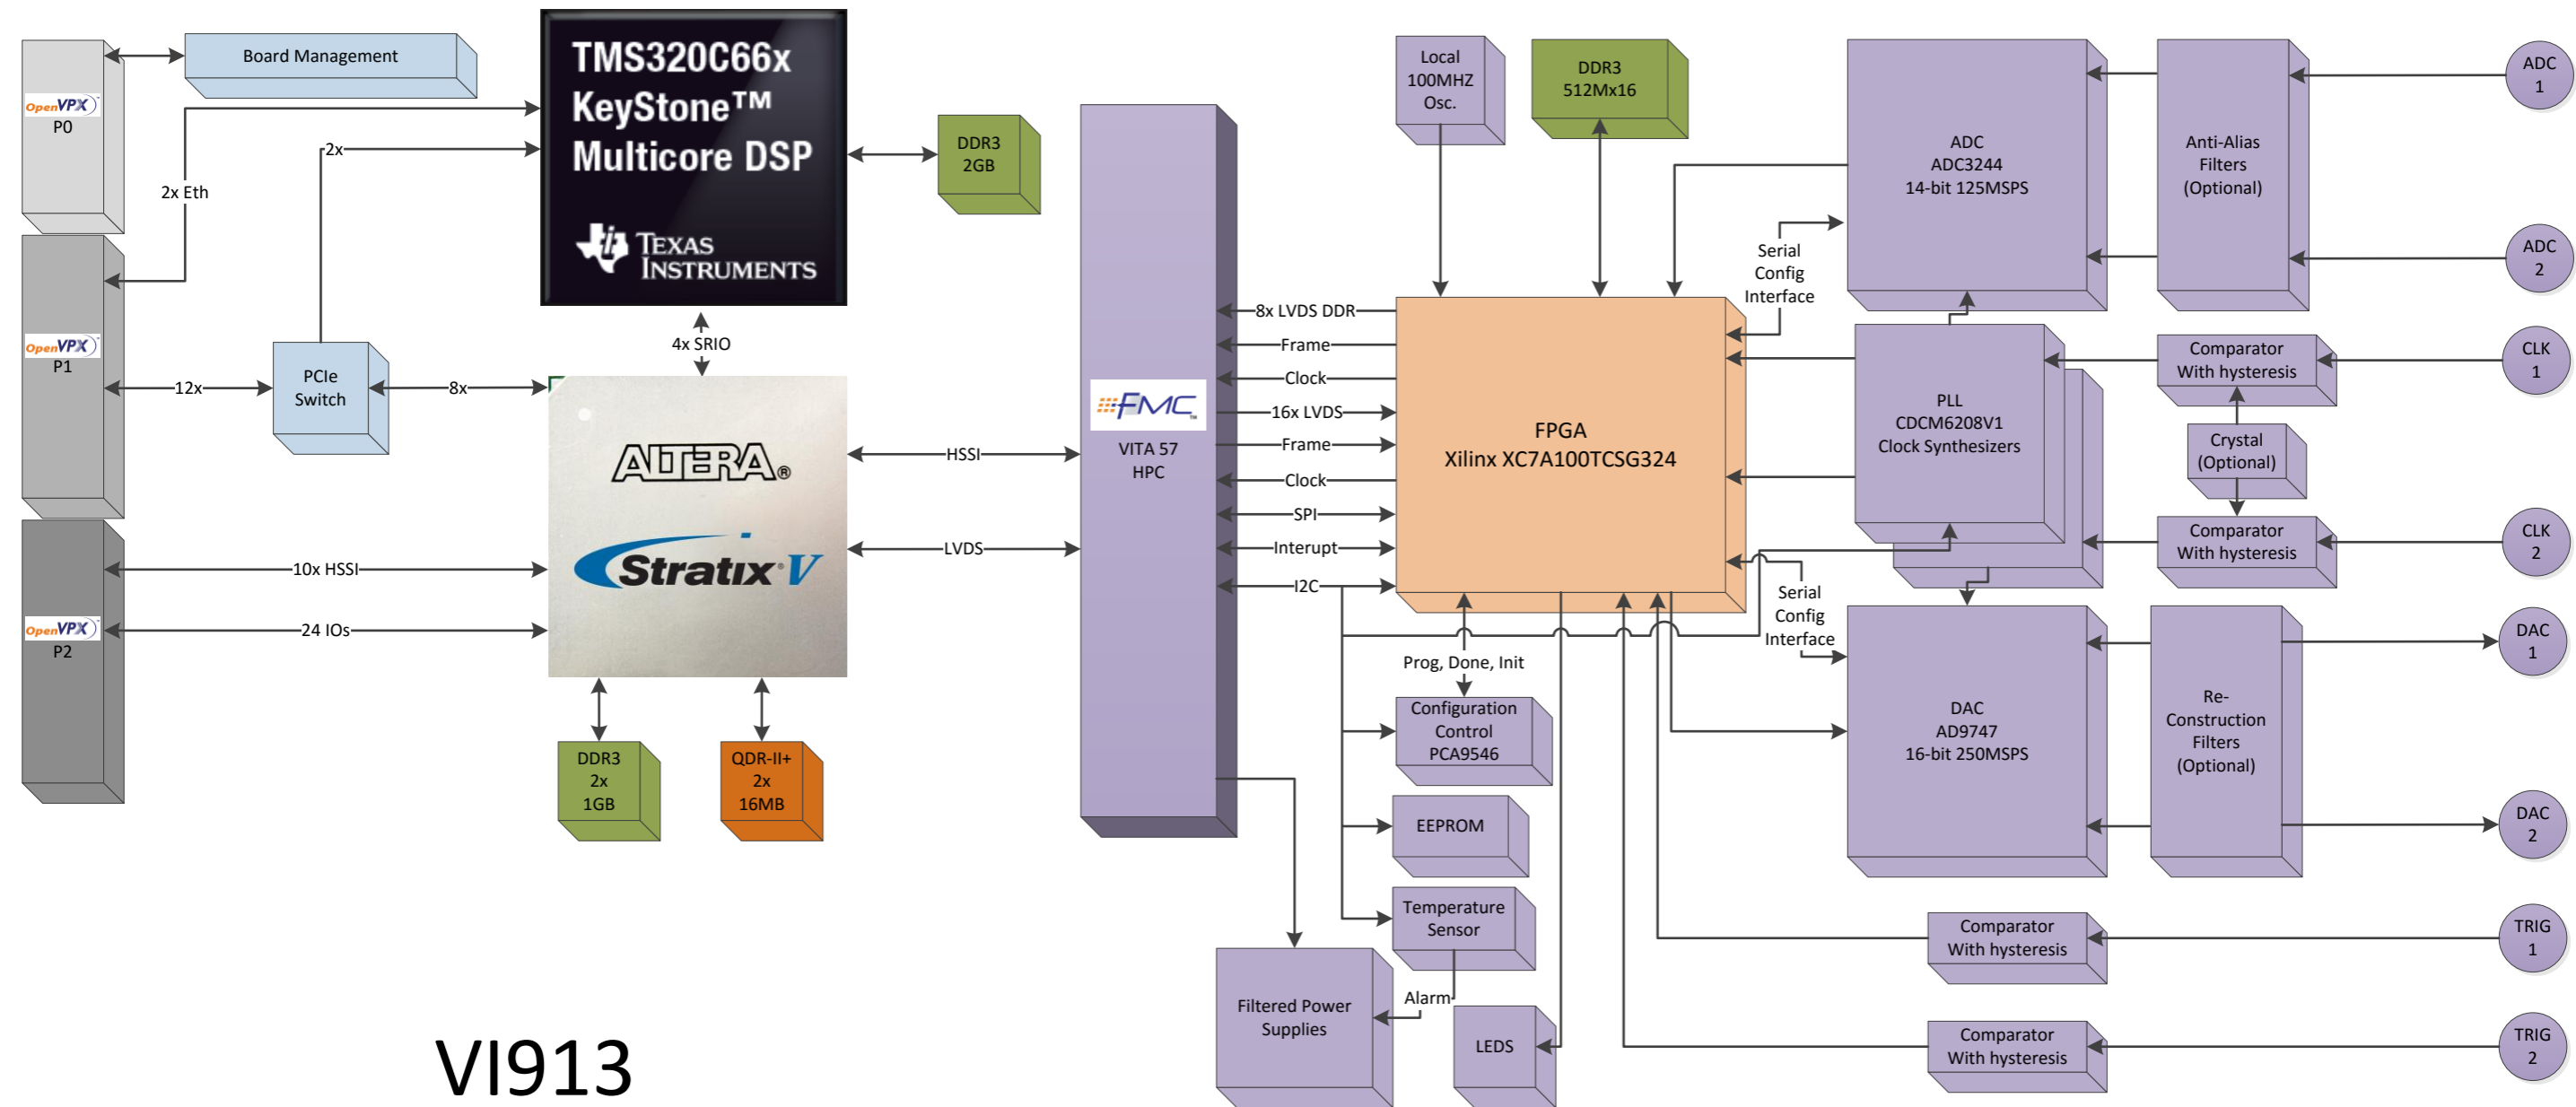 OpenVPX™
P0
Board Management
2x Eth
2x
TMS320C66x
KeyStone™
Multicore DSP
TEXAS
INSTRUMENTS
DDR3
2GB
OpenVPX™
P1
12x
PCIe
Switch
8x
4x SRIO
ALTERA®
Stratix® V
OpenVPX™
P2
10x HSSI
24 IOs
DDR3
2x
1GB
QDR-II+
2x
16MB
HSSI
LVDS
FMC™
VITA 57
HPC
8x LVDS DDR
Frame
Clock
16x LVDS
Frame
Clock
SPI
Interupt
I2C
Local
100MHZ
Osc.
DDR3
512Mx16
FPGA
Xilinx XC7A100TCSG324
Serial
Config
Interface
ADC
ADC3244
14-bit 125MSPS
Anti-Alias
Filters
(Optional)
ADC
1
ADC
2
PLL
CDCM6208V1
Clock Synthesizers
Comparator
With hysteresis
Crystal
(Optional)
Comparator
With hysteresis
CLK
1
CLK
2
Serial
Config
Interface
DAC
AD9747
16-bit 250MSPS
Re-
Construction
Filters
(Optional)
DAC
1
DAC
2
Prog, Done, Init
Configuration
Control
PCA9546
EEPROM
Temperature
Sensor
Alarm
Filtered Power
Supplies
LEDS
Comparator
With hysteresis
TRIG
1
Comparator
With hysteresis
TRIG
2
VI913